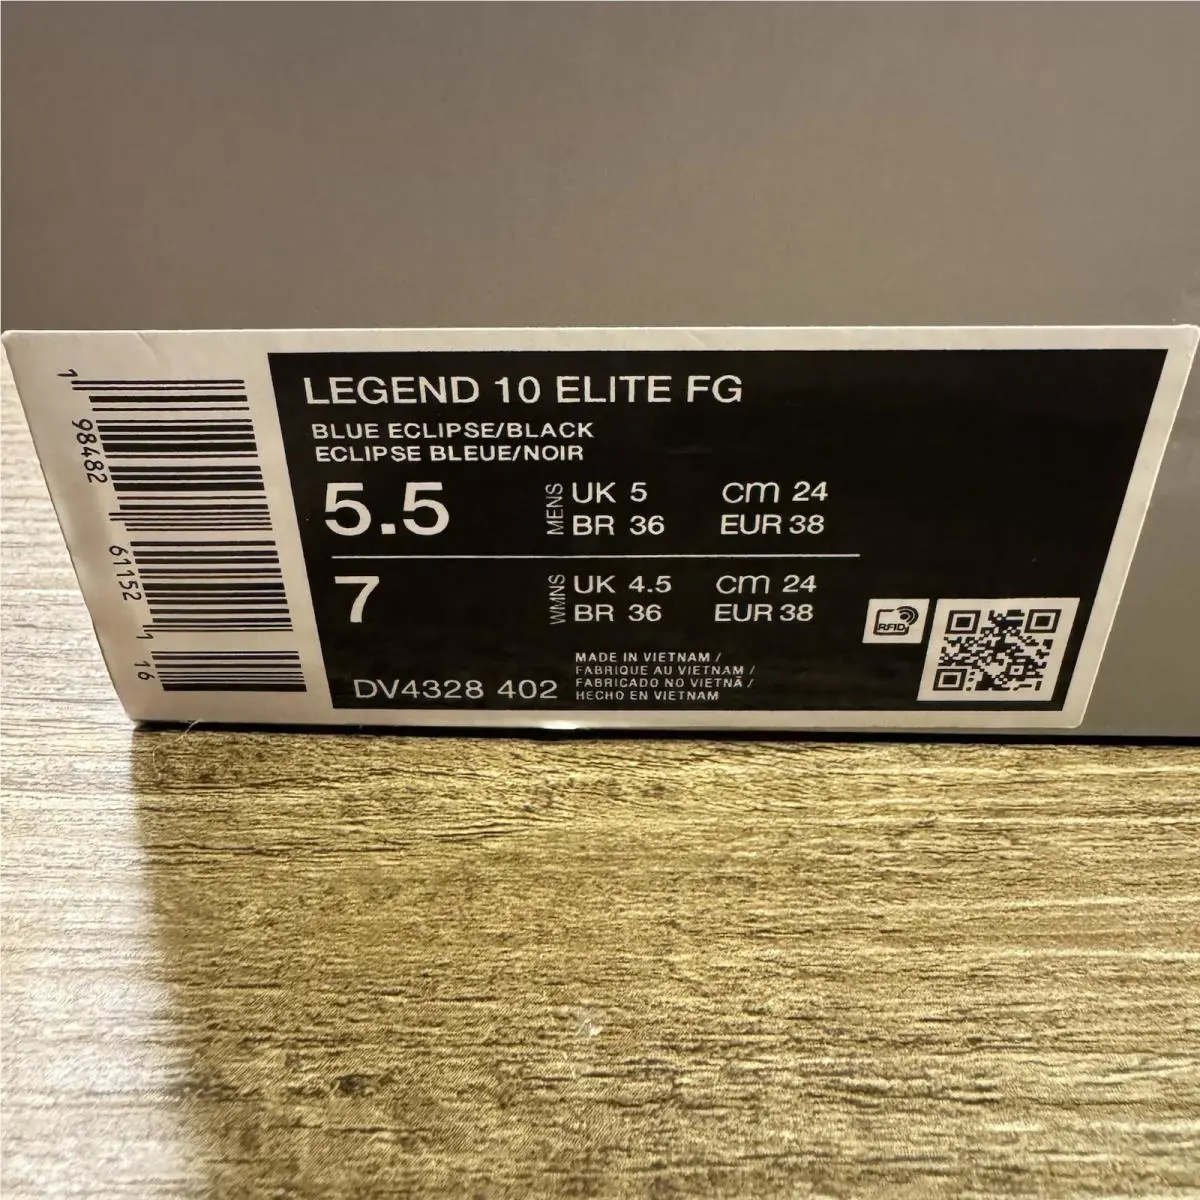 1 98482 61152 1 16
LEGEND 10 ELITE FG
BLUE ECLIPSE/BLACK
ECLIPSE BLEUE/NOIR
5.5
MENS
UK 5 cm 24
BR 36 EUR 38
7
WMNS
UK 4.5 cm 24
BR 36 EUR 38
RFID
DV4328 402
MADE IN VIETNAM /
FABRIQUE AU VIETNAM /
FABRICADO NO VIETNÃ /
HECHO EN VIETNAM